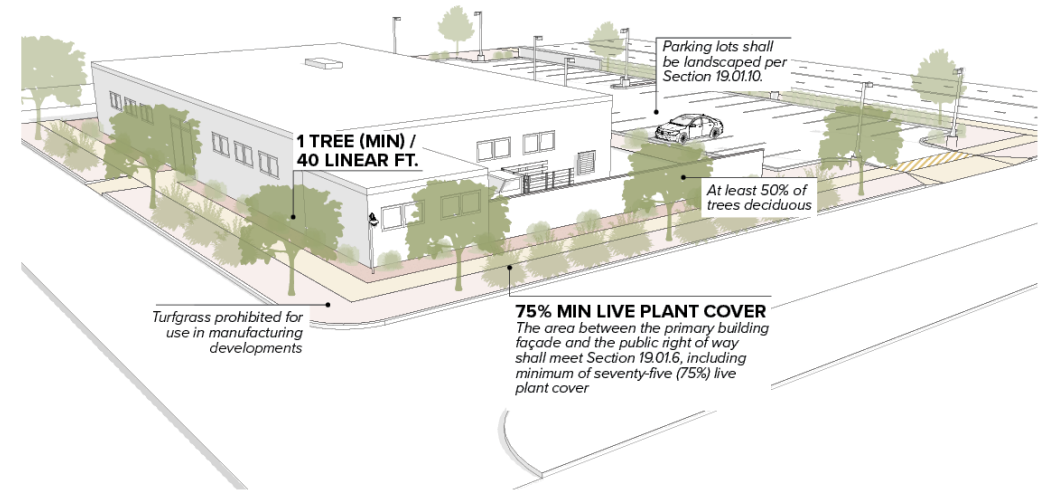 Parking lots shall
be landscaped per
Section 19.01.10.
1 TREE (MIN) /
40 LINEAR FT.
At least 50% of
trees deciduous
Turfgrass prohibited for
use in manufacturing
developments
75% MIN LIVE PLANT COVER
The area between the primary building
façade and the public right of way
shall meet Section 19.01.6, including
minimum of seventy-five (75%) live
plant cover